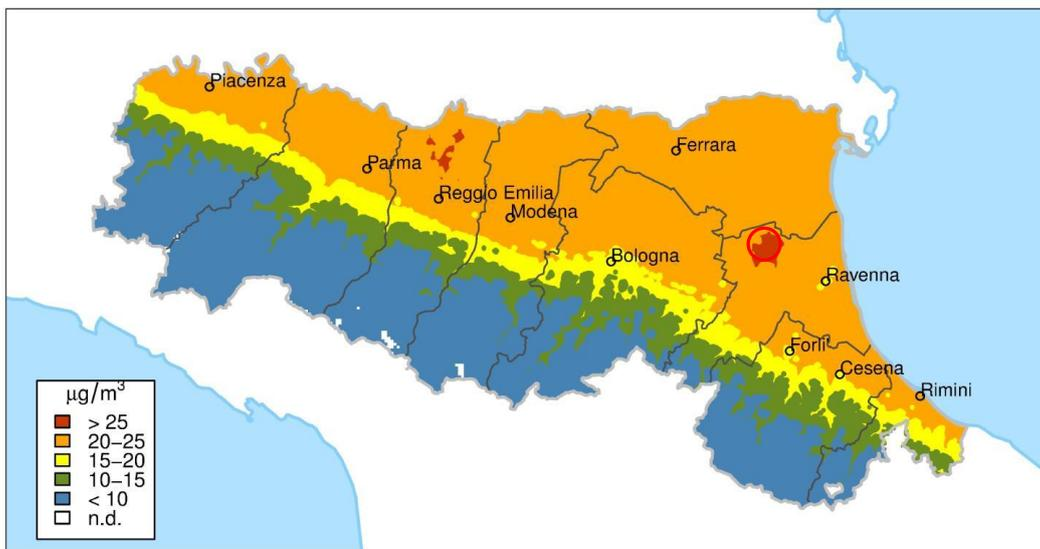 Piacenza
Parma
Ferrara
Reggio Emilia
Modena
Bologna
Ravenna
Forlì
Cesena
Rimini
μg/m³
> 25
20–25
15–20
10–15
< 10
n.d.